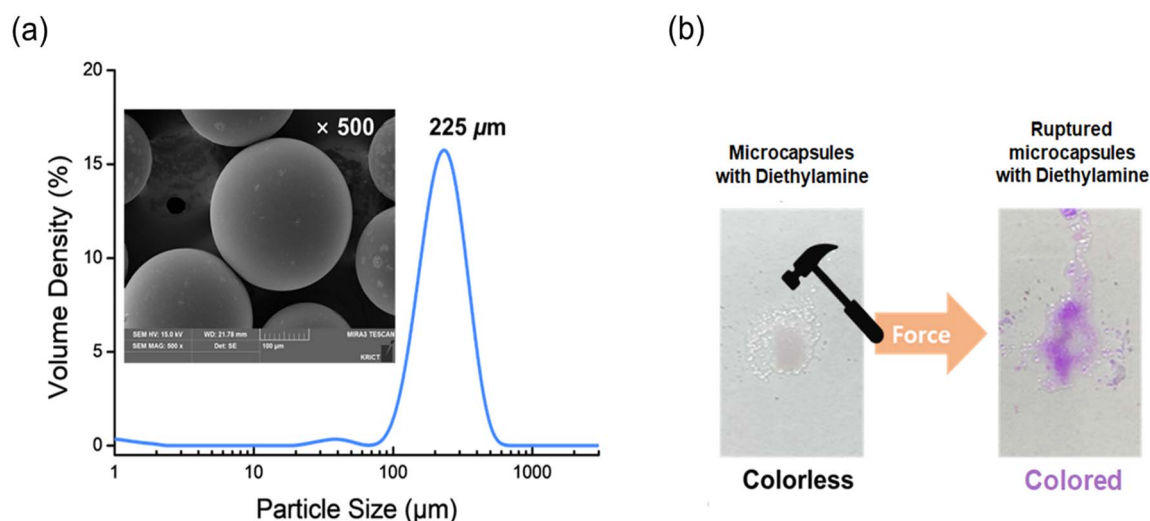 (a)
(b)
20
15
10
5
0
Volume Density (%)
× 500
225 µm
SEM HV: 15.0 kV
WD: 21.78 mm
MIRA3 TESCAN
SEM MAG: 500 x
Det: SE
100 µm
KRICT
1
10
100
1000
Particle Size (µm)
Microcapsules
with Diethylamine
Ruptured
microcapsules
with Diethylamine
Force
Colorless
Colored